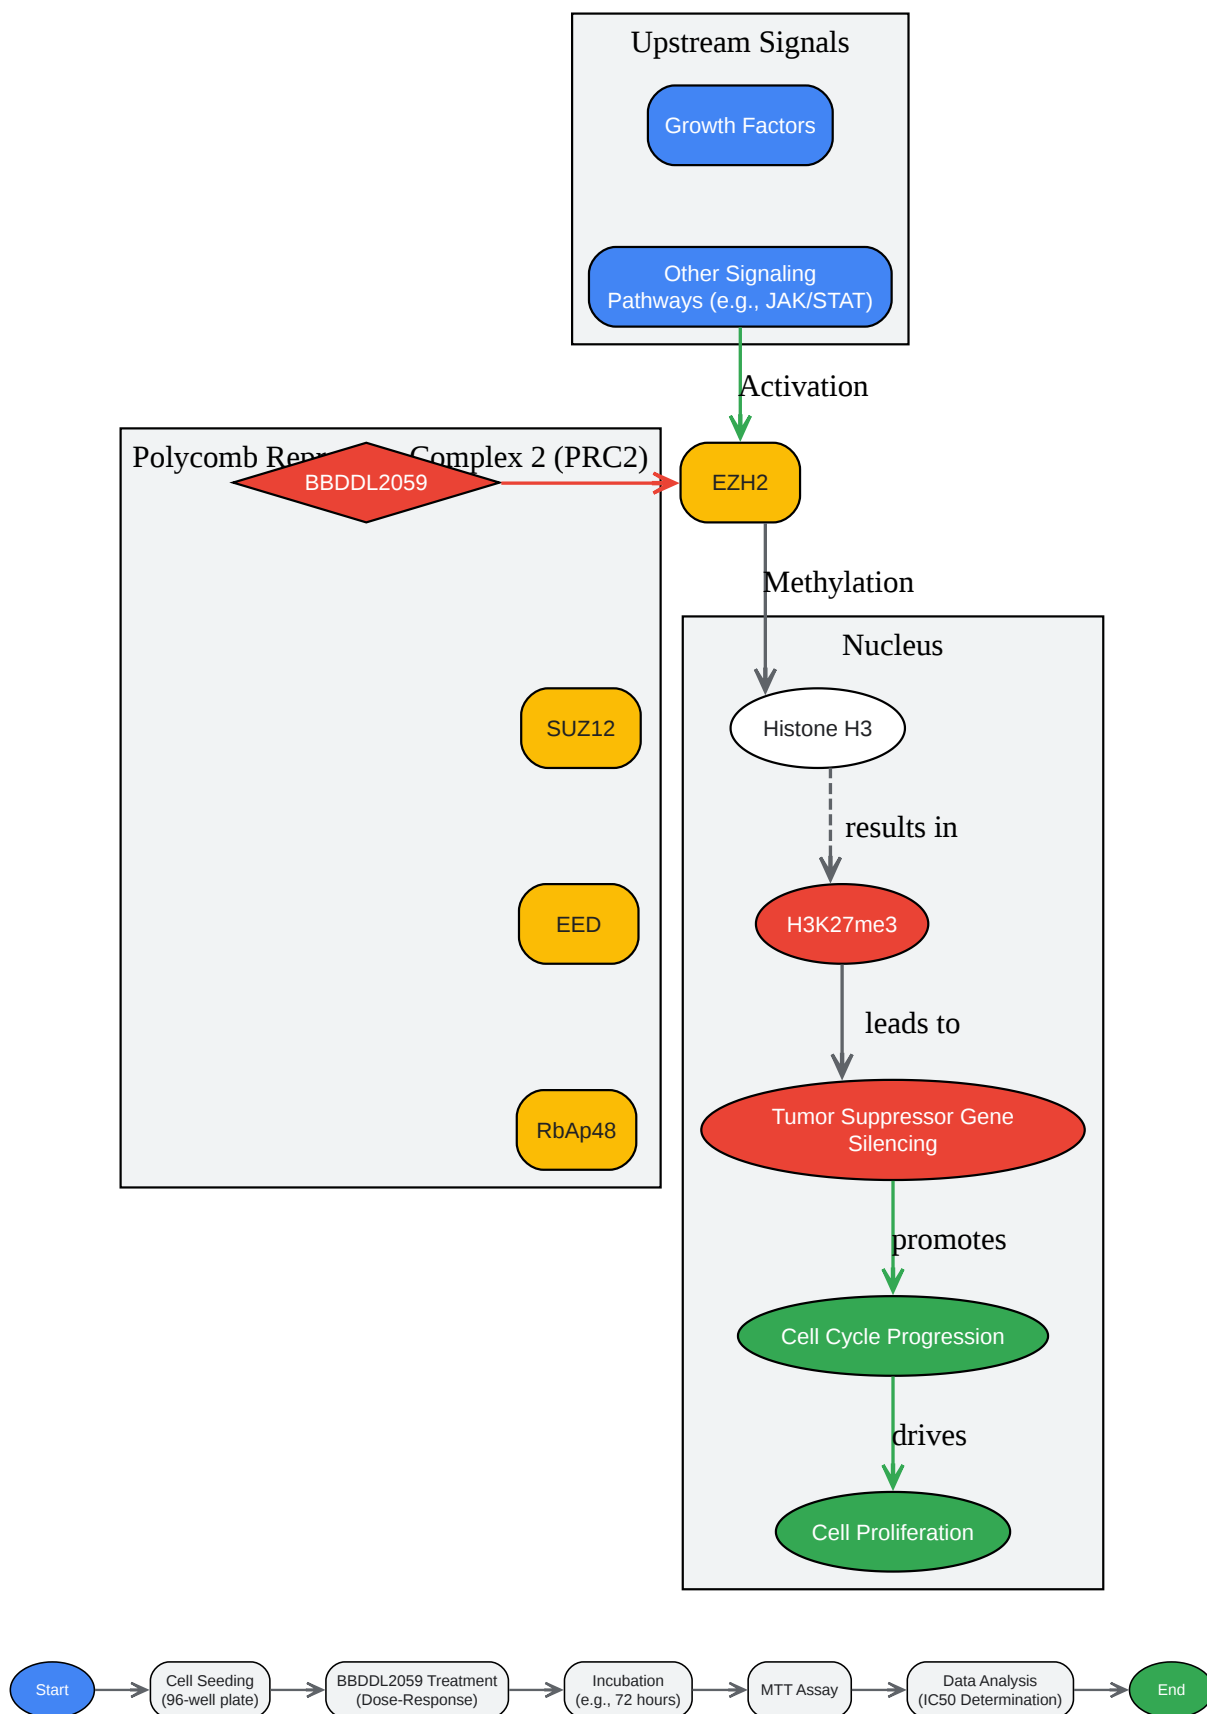 Upstream Signals
Growth Factors
Other Signaling
Pathways (e.g., JAK/STAT)
Activation
Polycomb Repr Complex 2 (PRC2)
BBDDL2059
EZH2
Methylation
Nucleus
SUZ12
Histone H3
results in
EED
H3K27me3
leads to
RbAp48
Tumor Suppressor Gene
Silencing
promotes
Cell Cycle Progression
drives
Cell Proliferation
Start
Cell Seeding
(96-well plate)
BBDDL2059 Treatment
(Dose-Response)
Incubation
(e.g., 72 hours)
MTT Assay
Data Analysis
(IC50 Determination)
End